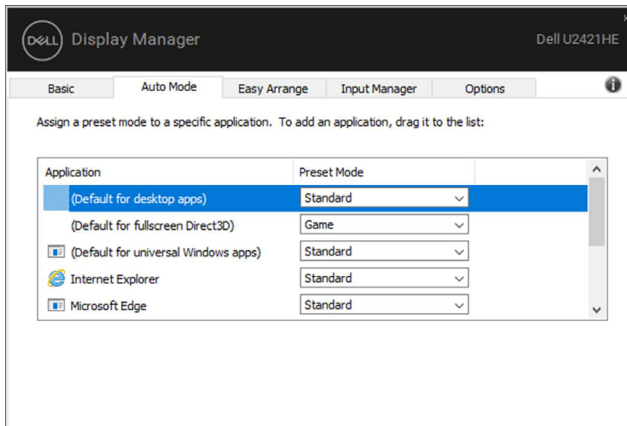 DELL Display Manager Dell U2421HE
Basic Auto Mode Easy Arrange Input Manager Options
Assign a preset mode to a specific application. To add an application, drag it to the list:
Application Preset Mode
(Default for desktop apps) Standard
(Default for fullscreen Direct3D) Game
(Default for universal Windows apps) Standard
Internet Explorer Standard
Microsoft Edge Standard